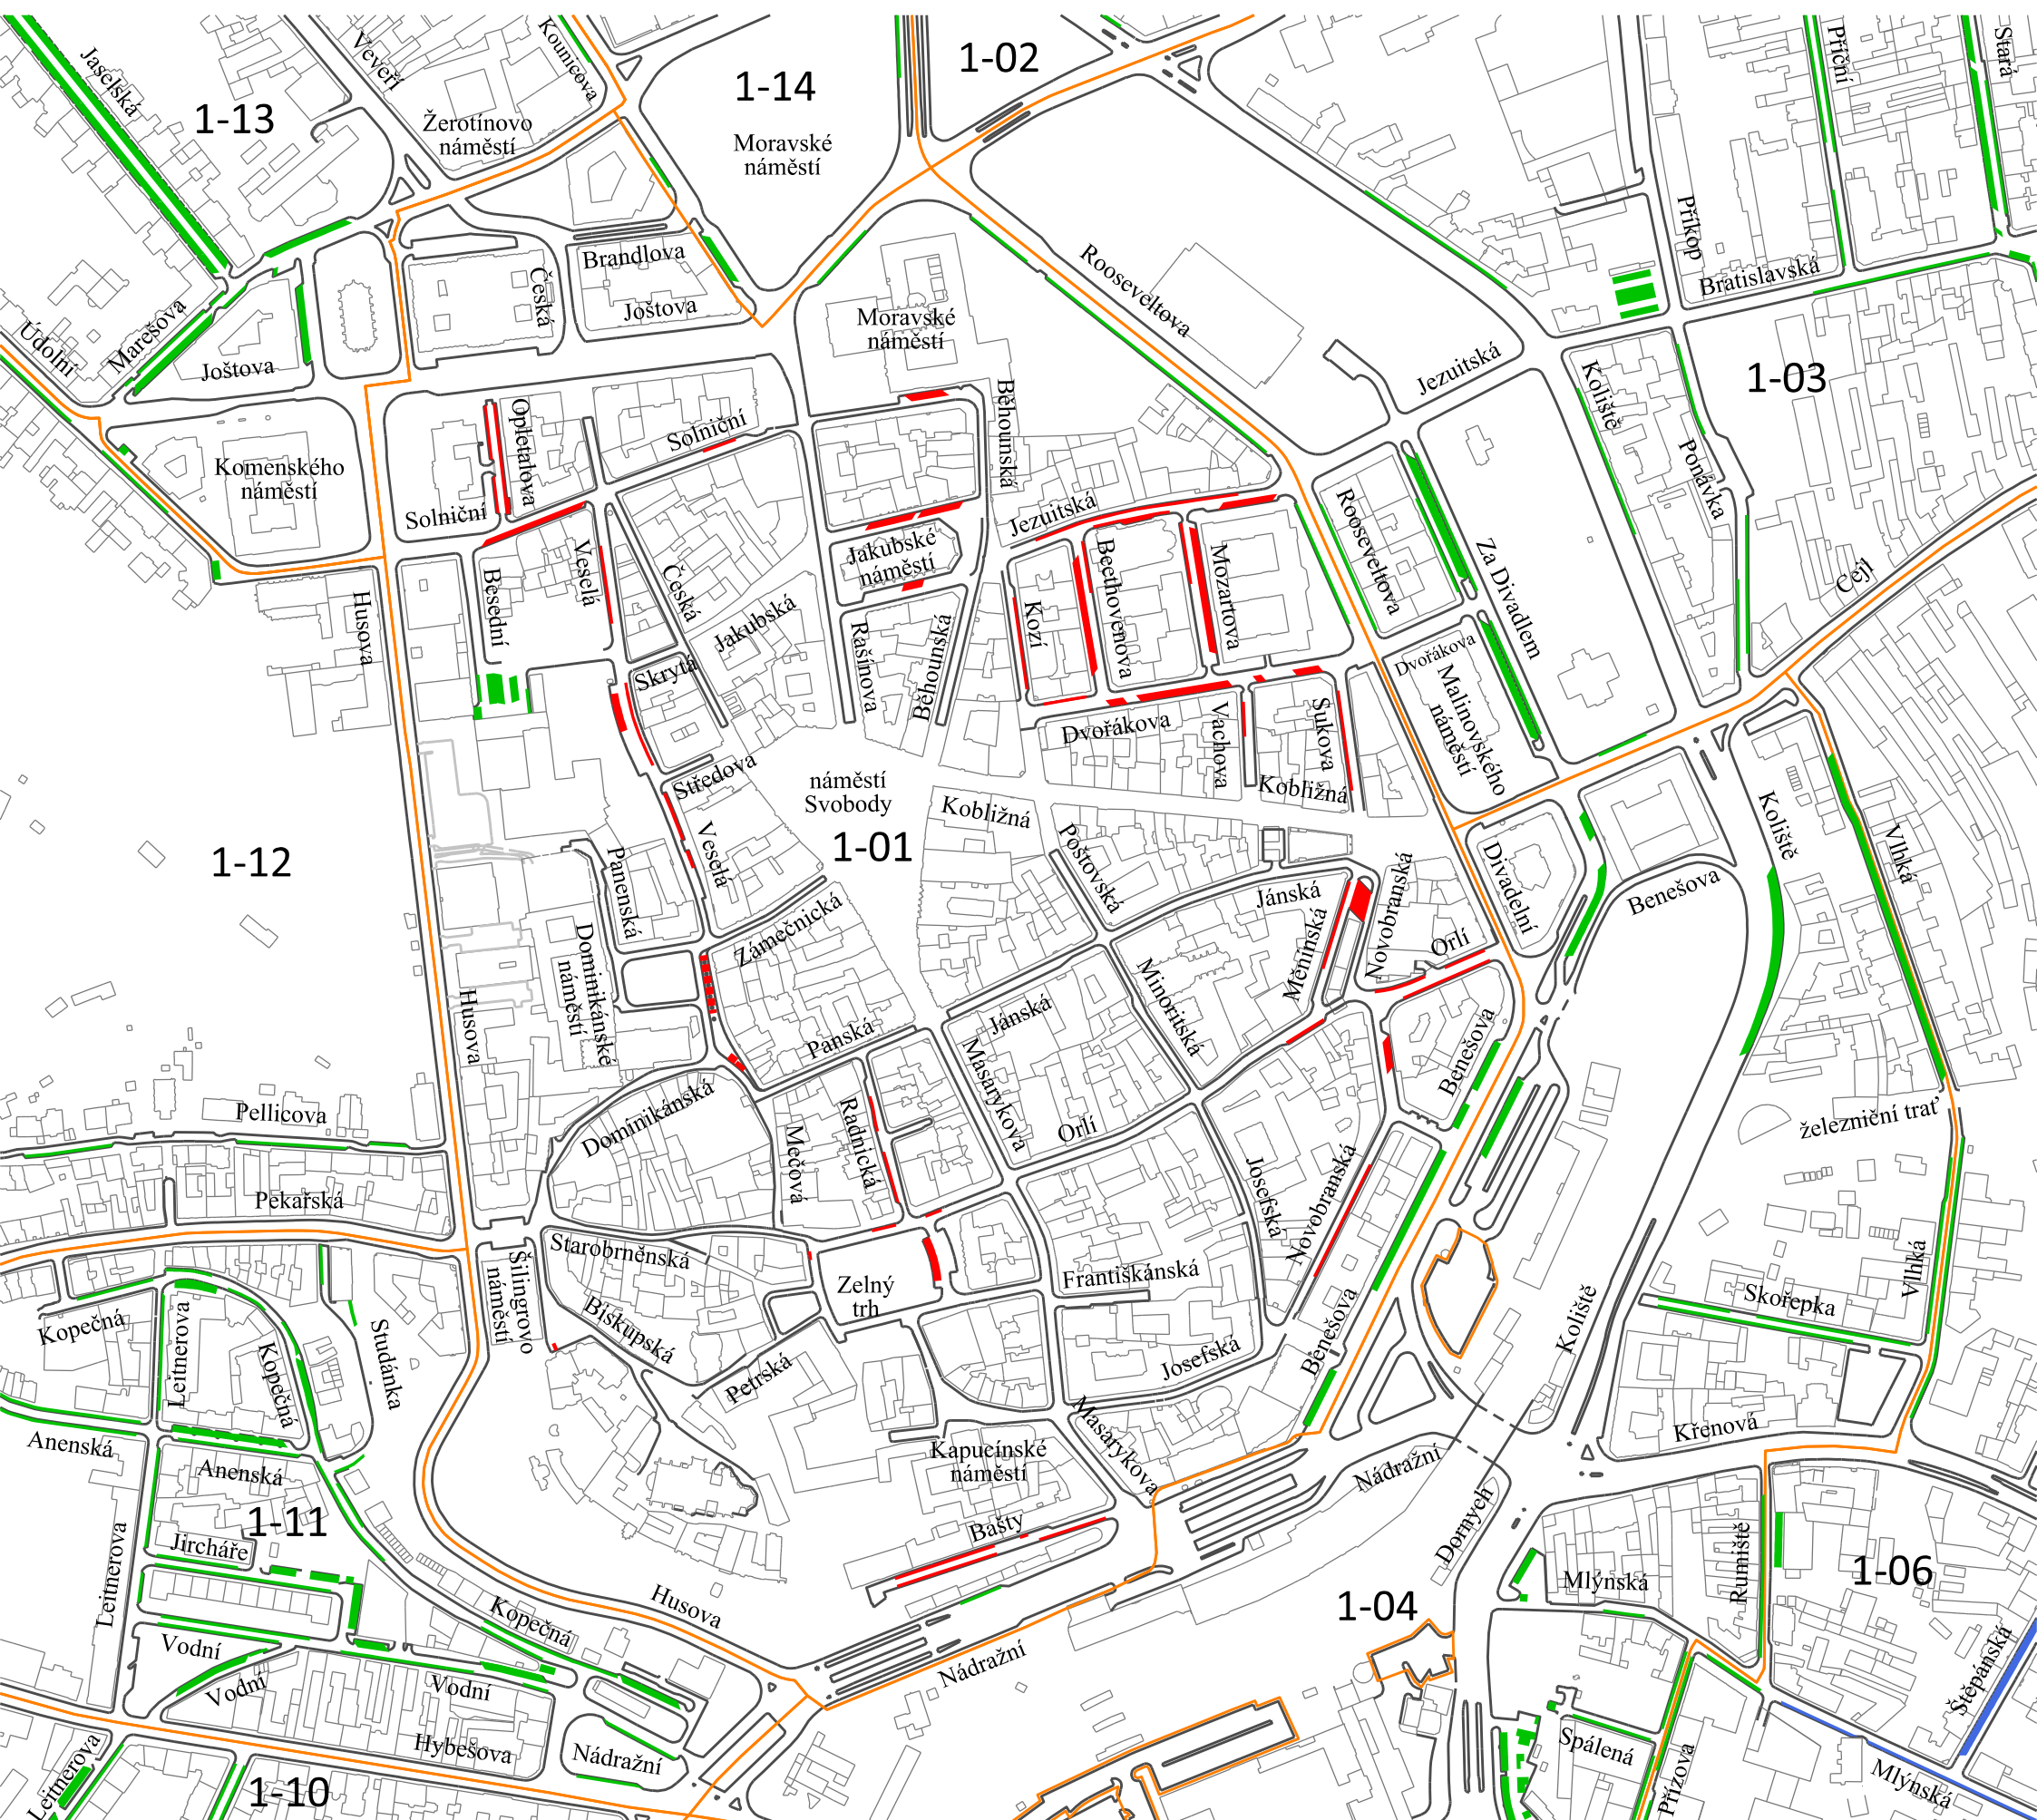 Jaselská
Veveří
Kounicova
1-02
Příční
Stará
1-14
1-13
Žerotínovo
náměstí
Moravské
náměstí
Příkop
Bratislavská
Brandlova
Česká
Joštova
Rooseveltova
Moravské
náměstí
Údolní
Marešova
Joštova
Jezuitská
Koliště
1-03
Běhounská
Opletalova
Solniční
Ponávka
Komenského
náměstí
Solniční
Jezuitská
Rooseveltova
Jakubské
náměstí
Veselá
Besední
Česká
Beethovenova
Mozartova
Za Divadlem
Cejl
Husova
Jakubská
Rašínova
Běhounská
Kozí
Skrytá
Dvořákova
Malinovského
náměstí
Dvořákova
Vachova
Sukova
Středova
náměstí
Svobody
Kobližná
Kobližná
1-01
1-12
Veselá
Panenská
Poštovská
Koliště
Vlhká
Divadelní
Benešova
Jánská
Novobranská
Orlí
Měnínská
Zámečnická
Dominikánské
náměstí
Minoritská
Husova
Jánská
Panská
Masarykova
Benešova
Pellicova
Dominikánská
Mečová
Radnická
Orlí
železniční trať
Pekařská
Josefská
Novobranská
Šilingrovo
náměstí
Starobrněnská
Zelný
trh
Františkánská
Vlhká
Skořepka
Kopečná
Leitnerova
Kopečná
Studánka
Biskupská
Petrská
Josefská
Benešova
Koliště
Křenová
Anenská
Anenská
Kapucínské
náměstí
Masarykova
Nádražní
Dornych
1-11
Bašty
Jircháře
Leitnerova
Mlýnská
Rumiště
1-06
Husova
Kopečná
1-04
Vodní
Vodní
Vodní
Nádražní
Štěpánská
Hybešova
Nádražní
Spálená
Přízova
Mlýnská
Leitnerova
1-10